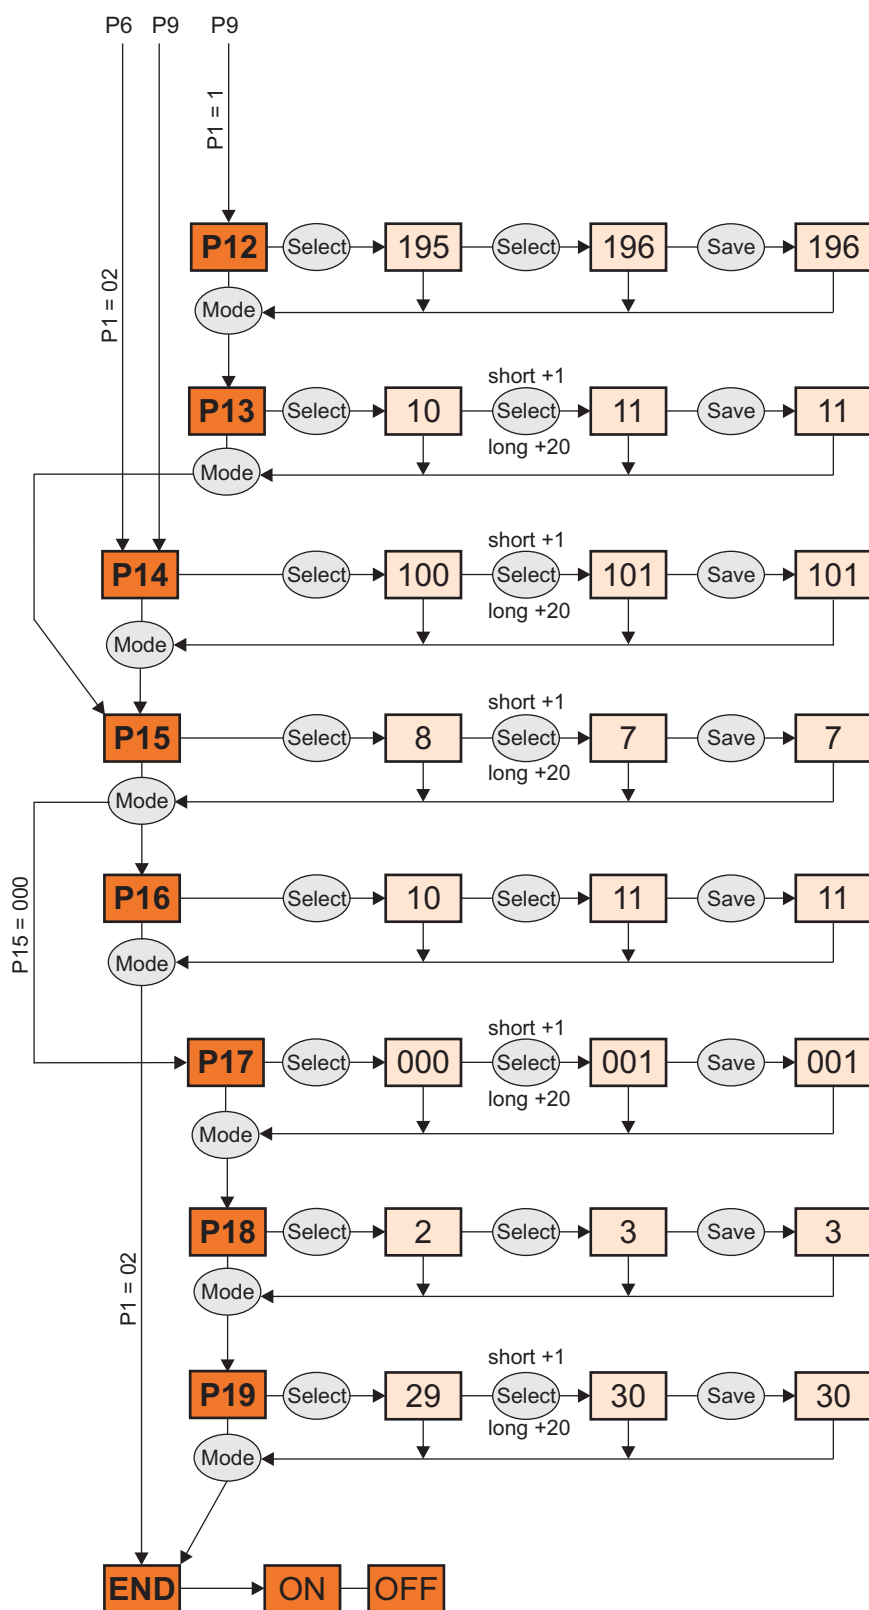 P6 P9 P9
P1 = 1
P1 = 02
P12 Select 195 Select 196 Save 196
Mode
short +1
P13 Select 10 Select 11 Save 11
long +20
Mode
short +1
P14 Select 100 Select 101 Save 101
long +20
Mode
short +1
P15 Select 8 Select 7 Save 7
long +20
Mode
P15 = 000
P16 Select 10 Select 11 Save 11
Mode
short +1
P17 Select 000 Select 001 Save 001
long +20
Mode
P1 = 02
P18 Select 2 Select 3 Save 3
Mode
short +1
P19 Select 29 Select 30 Save 30
long +20
Mode
END ON OFF